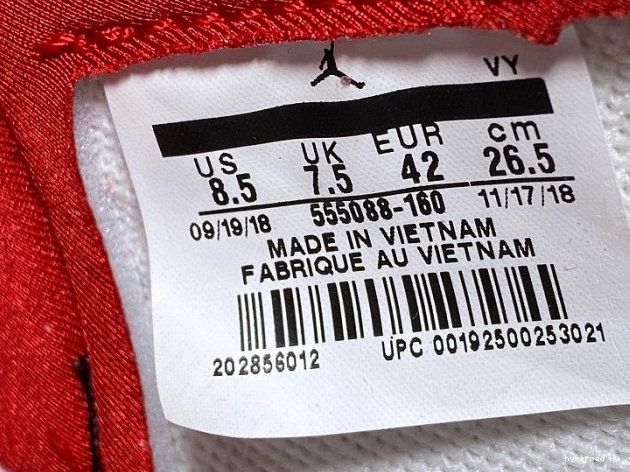 VY
US UK EUR cm
8.5 7.5 42 26.5
09/19/18 555088-160 11/17/18
MADE IN VIETNAM
FABRIQUE AU VIETNAM
202856012 UPC 00192500253021